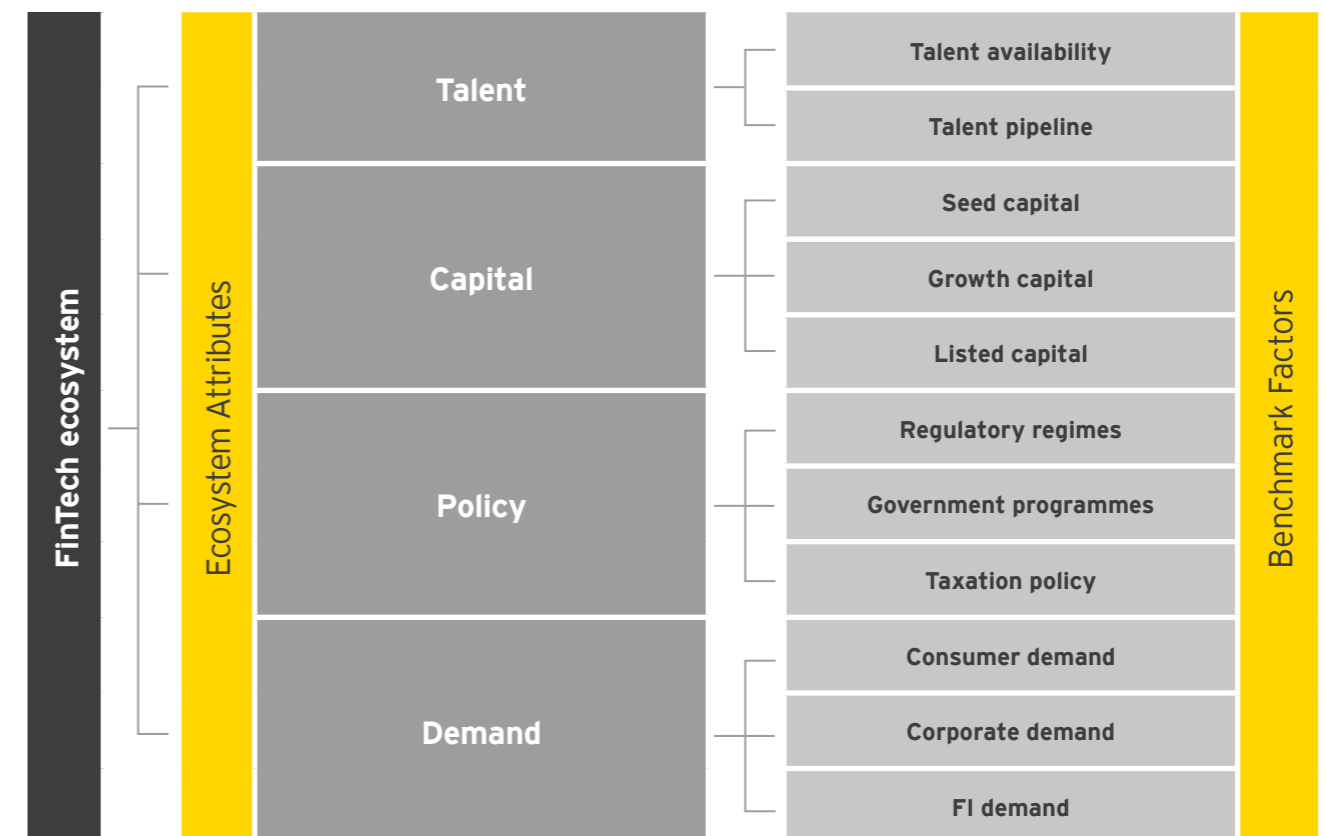 FinTech ecosystem
Ecosystem Attributes
Talent
Talent availability
Talent pipeline
Capital
Seed capital
Growth capital
Listed capital
Policy
Regulatory regimes
Government programmes
Taxation policy
Demand
Consumer demand
Corporate demand
FI demand
Benchmark Factors